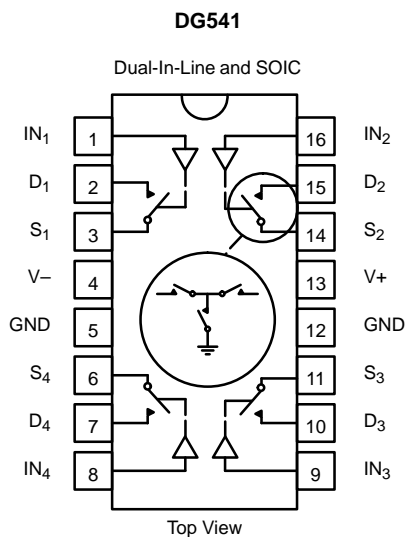 DG541
Dual-In-Line and SOIC
IN1 1 16 IN2
D1 2 15 D2
S1 3 14 S2
V– 4 13 V+
GND 5 12 GND
S4 6 11 S3
D4 7 10 D3
IN4 8 9 IN3
Top View